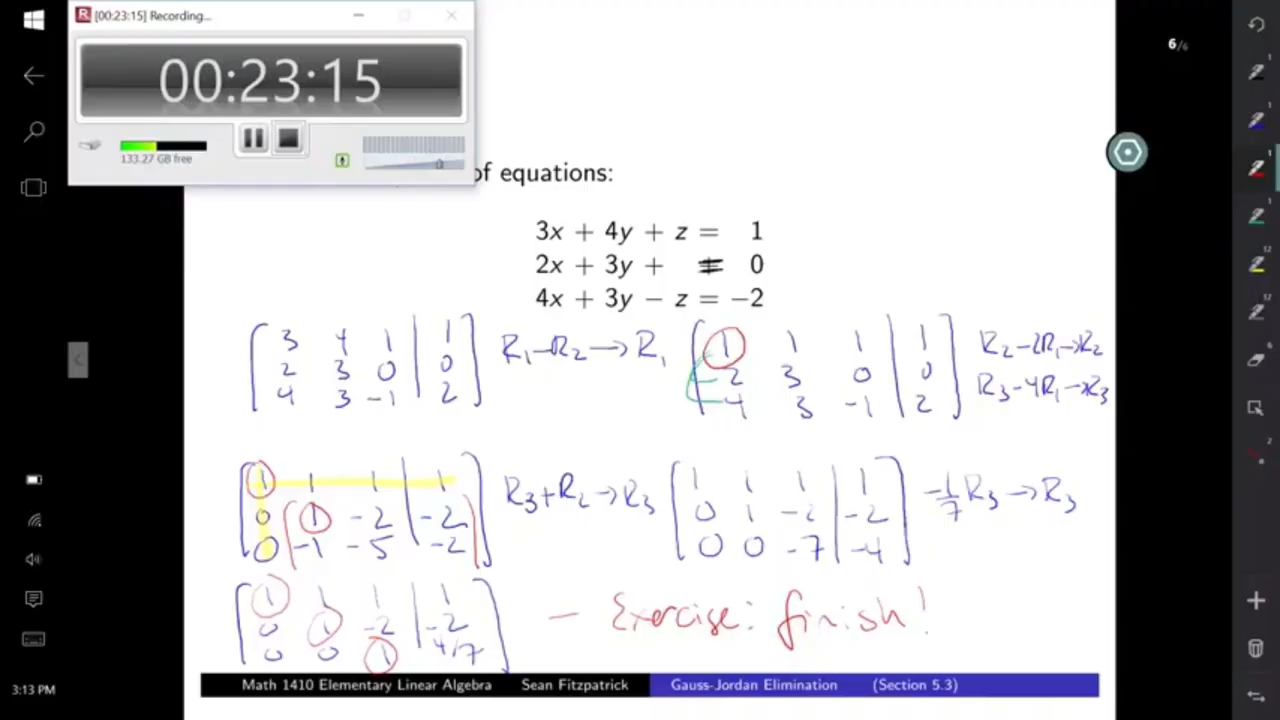 [00:23:15] Recording...
00:23:15
133.27 GB free
6/6
of equations:
3x + 4y + z = 1
2x + 3y + = 0
4x + 3y − z = −2
3 4 1 | 1
2 3 0 | 0
4 3 −1 | 2
R₁ − R₂ → R₁
1 1 1 | 1
2 3 0 | 0
4 3 −1 | 2
R₂ − 2R₁ → R₂
R₃ − 4R₁ → R₃
1 1 1 | 1
0 1 −2 | −2
0 −1 −5 | −2
R₃ + R₂ → R₃
1 1 1 | 1
0 1 −2 | −2
0 0 −7 | −4
−1/7 R₃ → R₃
1 1 1 | 1
0 1 −2 | −2
0 0 1 | 4/7
— Exercise: finish!
Math 1410 Elementary Linear Algebra Sean Fitzpatrick Gauss-Jordan Elimination (Section 5.3)
3:13 PM